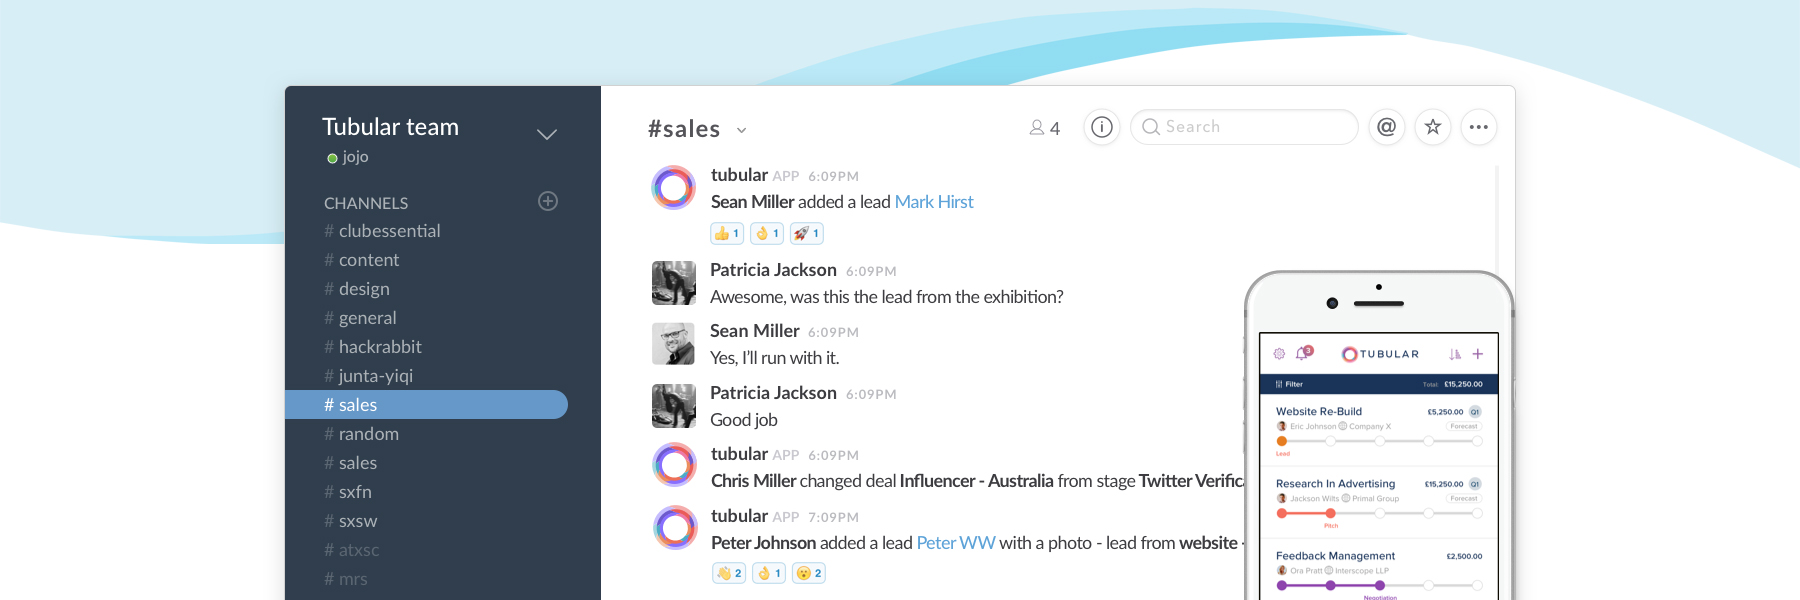 Tubular team
jojo
CHANNELS
# clubessential
# content
# design
# general
# hackrabbit
# junta-yiqi
# sales
# random
# sales
# sxfn
# sxsw
# atxsc
# mrs
#sales
4
Search
@
tubular APP 6:09PM
Sean Miller added a lead Mark Hirst
1 1 1
Patricia Jackson 6:09PM
Awesome, was this the lead from the exhibition?
Sean Miller 6:09PM
Yes, I'll run with it.
Patricia Jackson 6:09PM
Good job
tubular APP 6:09PM
Chris Miller changed deal Influencer - Australia from stage Twitter Verifica
tubular APP 7:09PM
Peter Johnson added a lead Peter WW with a photo - lead from website -
2 1 2
3
TUBULAR
Filter Total: £15,250.00
Website Re-Build £5,250.00 Q1
Eric Johnson Company X Forecast
Lead
Research In Advertising £15,250.00 Q1
Jackson Wilts Primal Group Forecast
Pitch
Feedback Management £2,500.00
Ora Pratt Interscope LLP
Negotiation